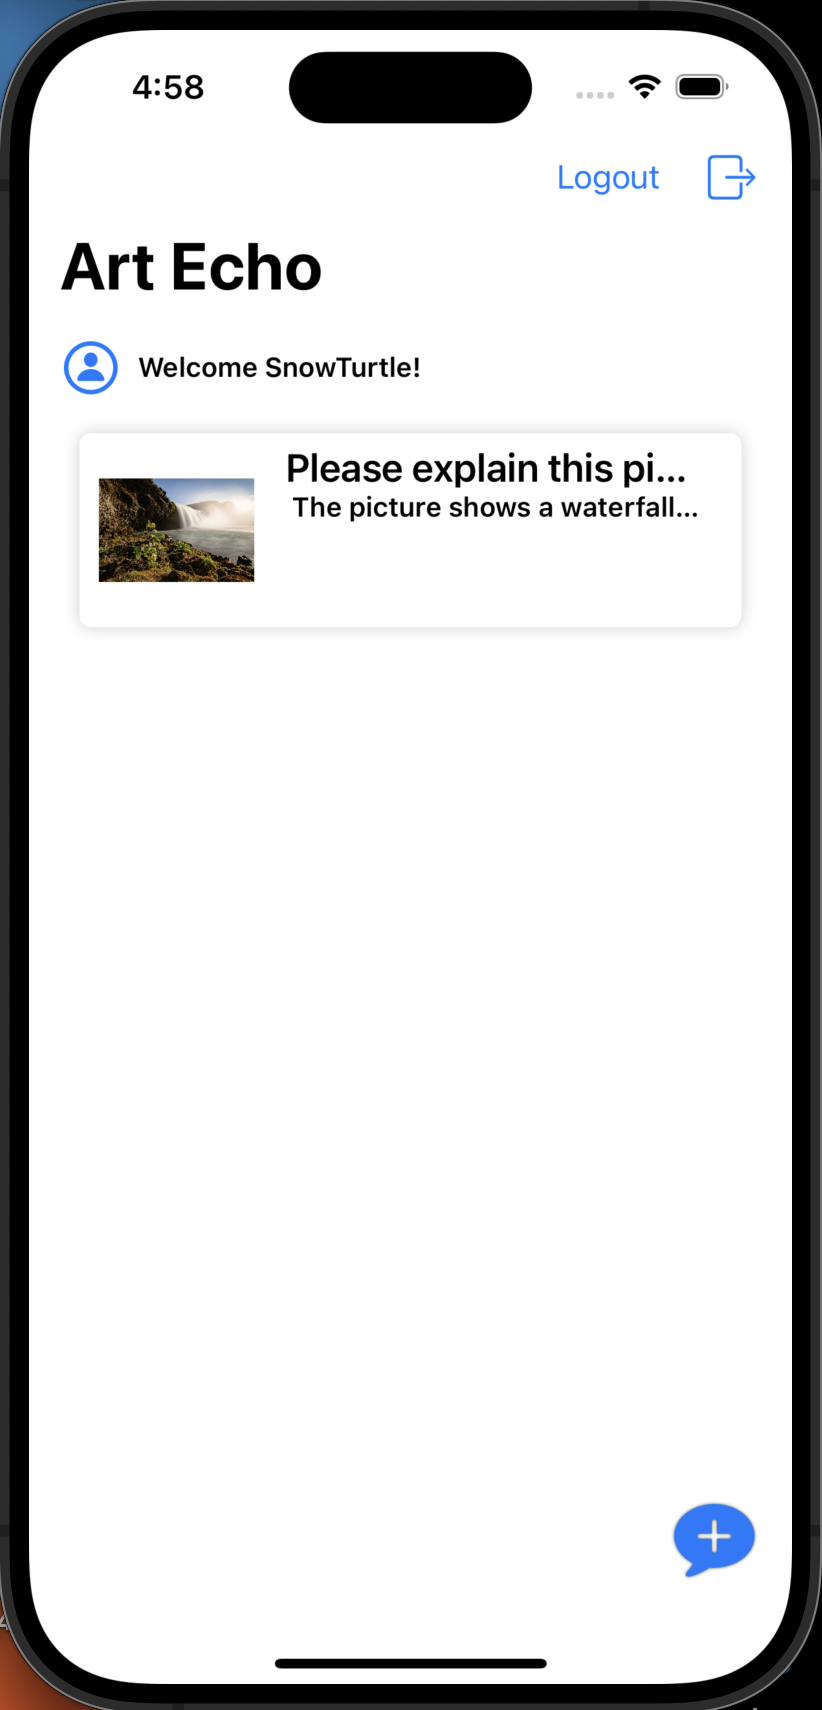 4:58
Logout
Art Echo
Welcome SnowTurtle!
Please explain this pi...
The picture shows a waterfall...